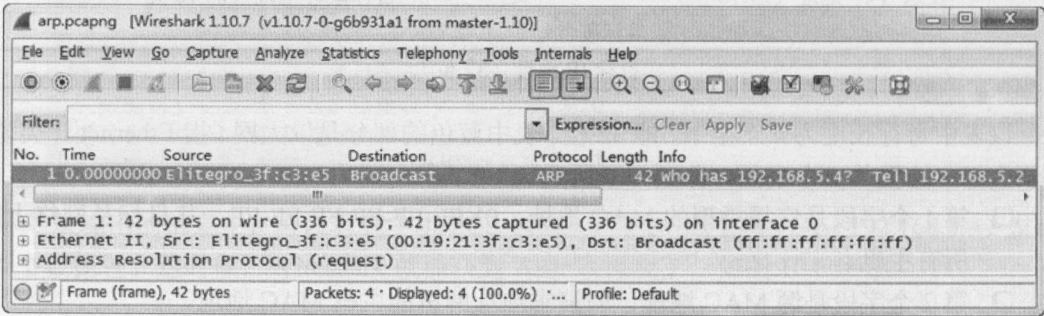 arp.pcapng [Wireshark 1.10.7 (v1.10.7-0-g6b931a1 from master-1.10)]
File Edit View Go Capture Analyze Statistics Telephony Tools Internals Help
Filter: Expression... Clear Apply Save
No. Time Source Destination Protocol Length Info
1 0.00000000 Elitegro_3f:c3:e5 Broadcast ARP 42 Who has 192.168.5.4? Tell 192.168.5.2
Frame 1: 42 bytes on wire (336 bits), 42 bytes captured (336 bits) on interface 0
Ethernet II, Src: Elitegro_3f:c3:e5 (00:19:21:3f:c3:e5), Dst: Broadcast (ff:ff:ff:ff:ff:ff)
Address Resolution Protocol (request)
Frame (frame), 42 bytes Packets: 4 · Displayed: 4 (100.0%) ·... Profile: Default